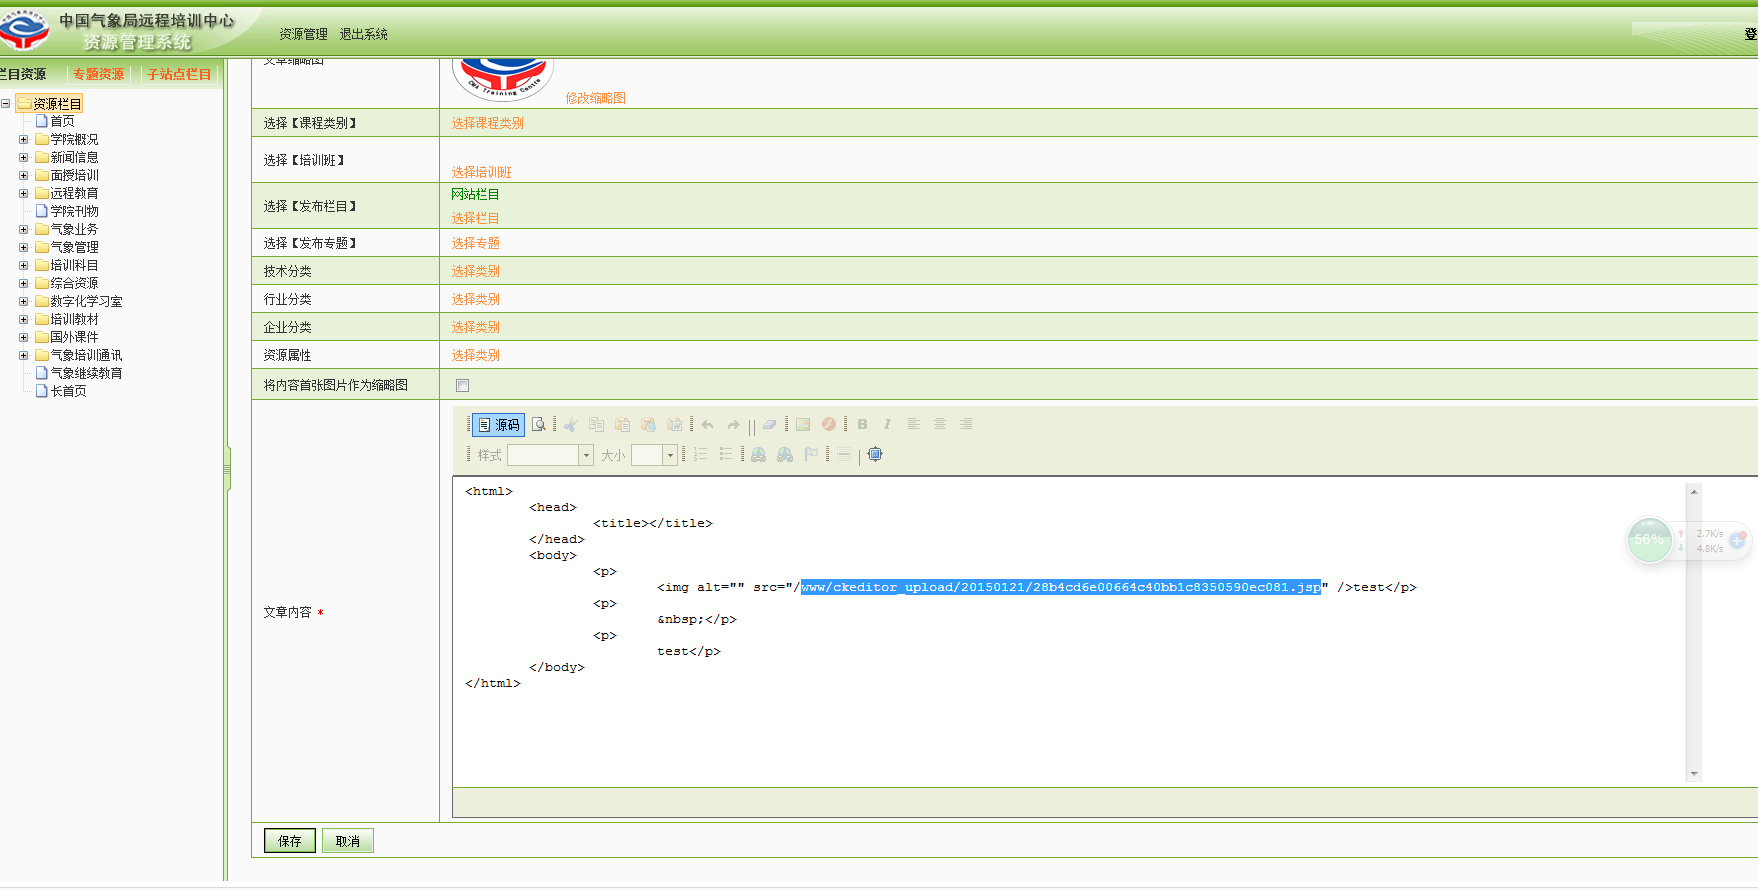 中国气象局远程培训中心
资源管理系统
资源管理 退出系统
登
栏目资源 专题资源 子站点栏目
资源栏目
首页
学院概况
新闻信息
面授培训
远程教育
学院刊物
气象业务
气象管理
培训科目
综合资源
数字化学习室
培训教材
国外课件
气象培训通讯
气象继续教育
长首页
文章缩略图
CMA Training Centre
修改缩略图
选择【课程类别】 选择课程类别
选择【培训班】 选择培训班
选择【发布栏目】 网站栏目
选择栏目
选择【发布专题】 选择专题
技术分类 选择类别
行业分类 选择类别
企业分类 选择类别
资源属性 选择类别
将内容首张图片作为缩略图
文章内容 *
源码 B I
样式 大小
<html>
<head>
<title></title>
</head>
<body>
<p>
<img alt="" src="/www/ckeditor_upload/20150121/28b4cd6e00664c40bb1c8350590ec081.jsp" />test</p>
<p>
&nbsp;</p>
<p>
test</p>
</body>
</html>
56% 2.7K/s
4.8K/s
保存 取消